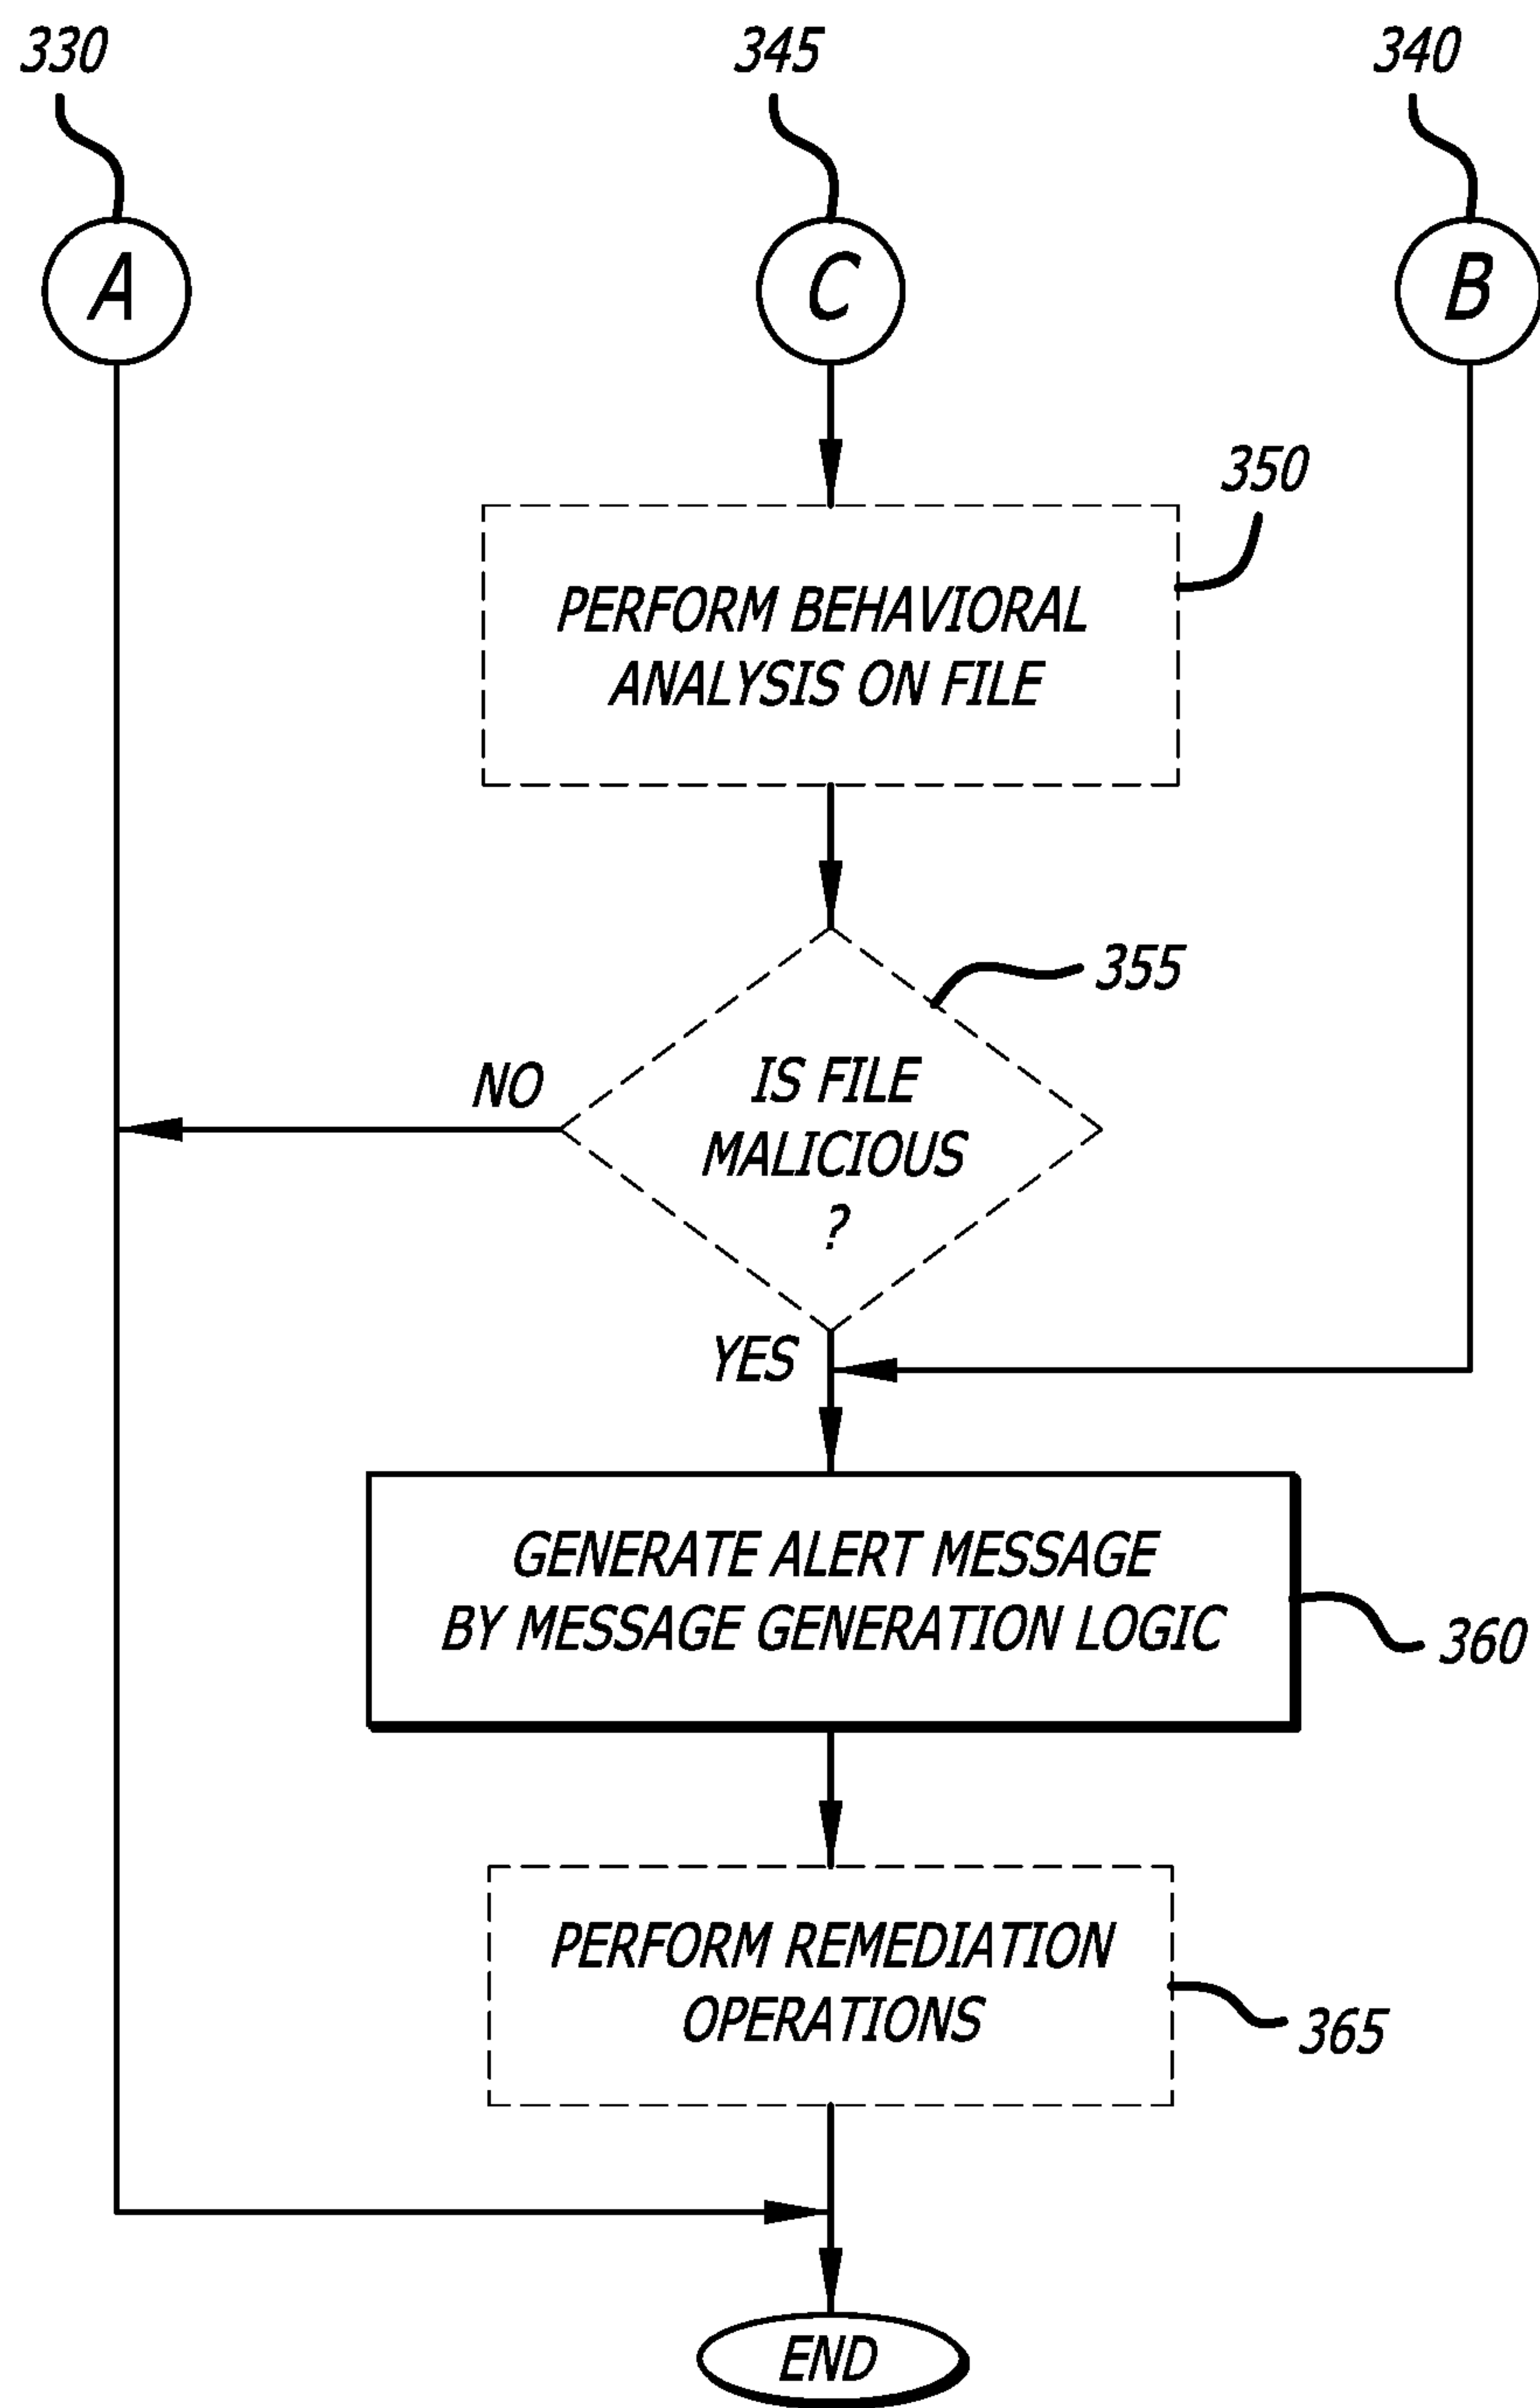 330
345
340
A
C
B
350
PERFORM BEHAVIORAL
ANALYSIS ON FILE
355
NO
IS FILE
MALICIOUS
?
YES
GENERATE ALERT MESSAGE
BY MESSAGE GENERATION LOGIC
360
PERFORM REMEDIATION
OPERATIONS
365
END